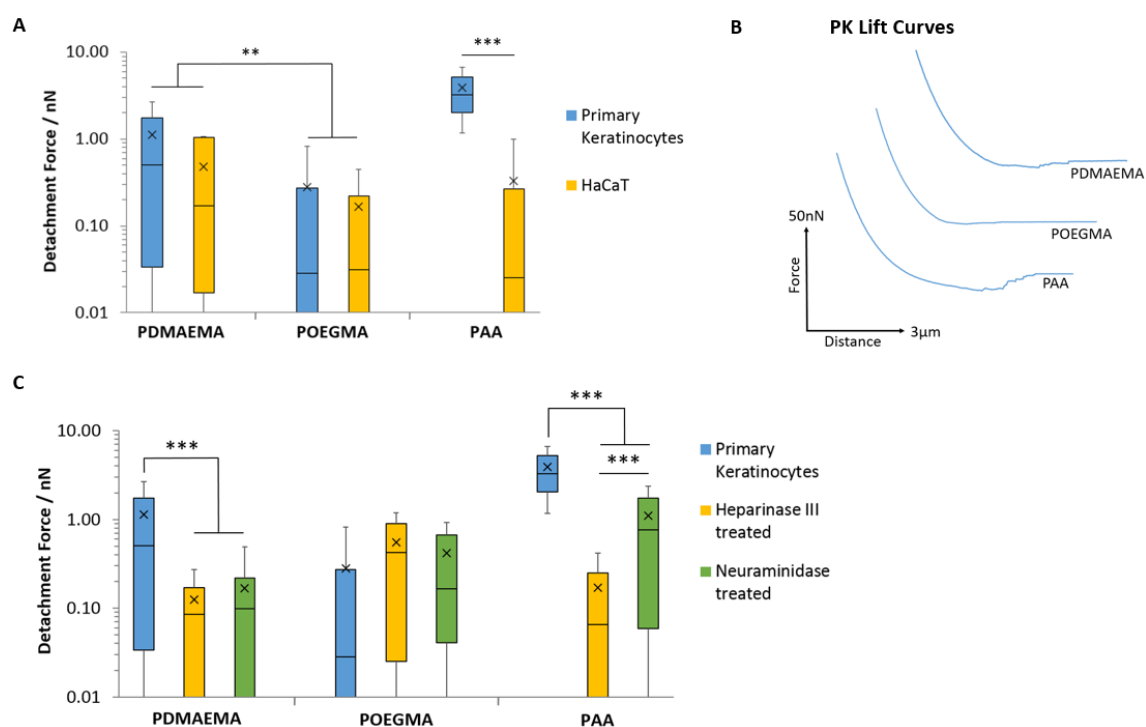 A
Detachment Force / nN
10.00
1.00
0.10
0.01
**
***
PDMAEMA
POEGMA
PAA
Primary
Keratinocytes
HaCaT
B
PK Lift Curves
PDMAEMA
POEGMA
PAA
50nN
Force
Distance
3µm
C
Detachment Force / nN
10.00
1.00
0.10
0.01
***
***
***
PDMAEMA
POEGMA
PAA
Primary
Keratinocytes
Heparinase III
treated
Neuraminidase
treated